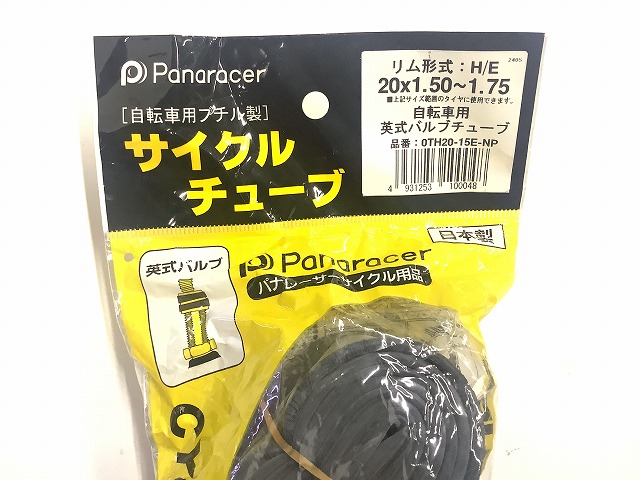 Panaracer
[自転車用ブチル製]
サイクル
チューブ
2405
リム形式:H/E
20x1.50~1.75
■上記サイズ範囲のタイヤに使用できます。
自転車用
英式バルブチューブ
品番:0TH20-15E-NP
4 931253 100048
日本製
英式バルブ
Panaracer
パナレーサーサイクル用品